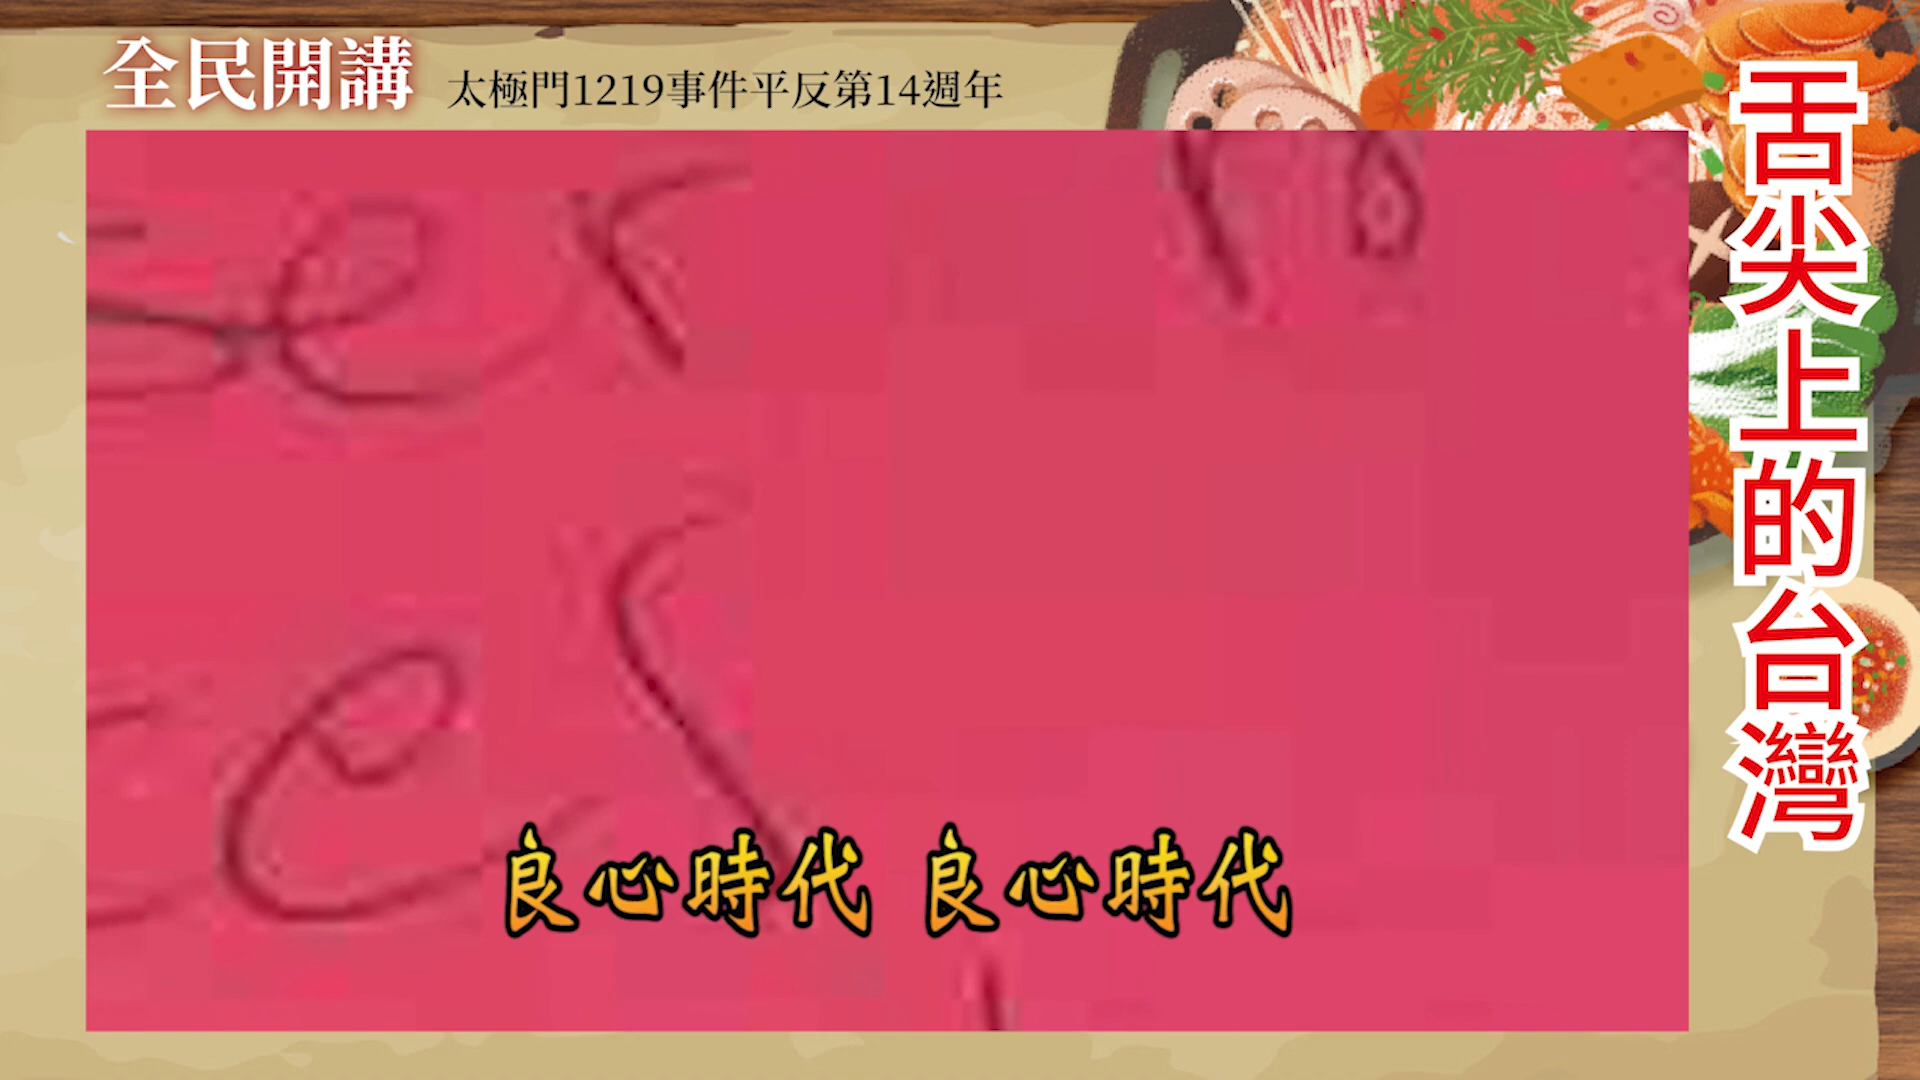 全民開講 太極門1219事件平反第14週年
舌尖上的台灣
良心時代 良心時代